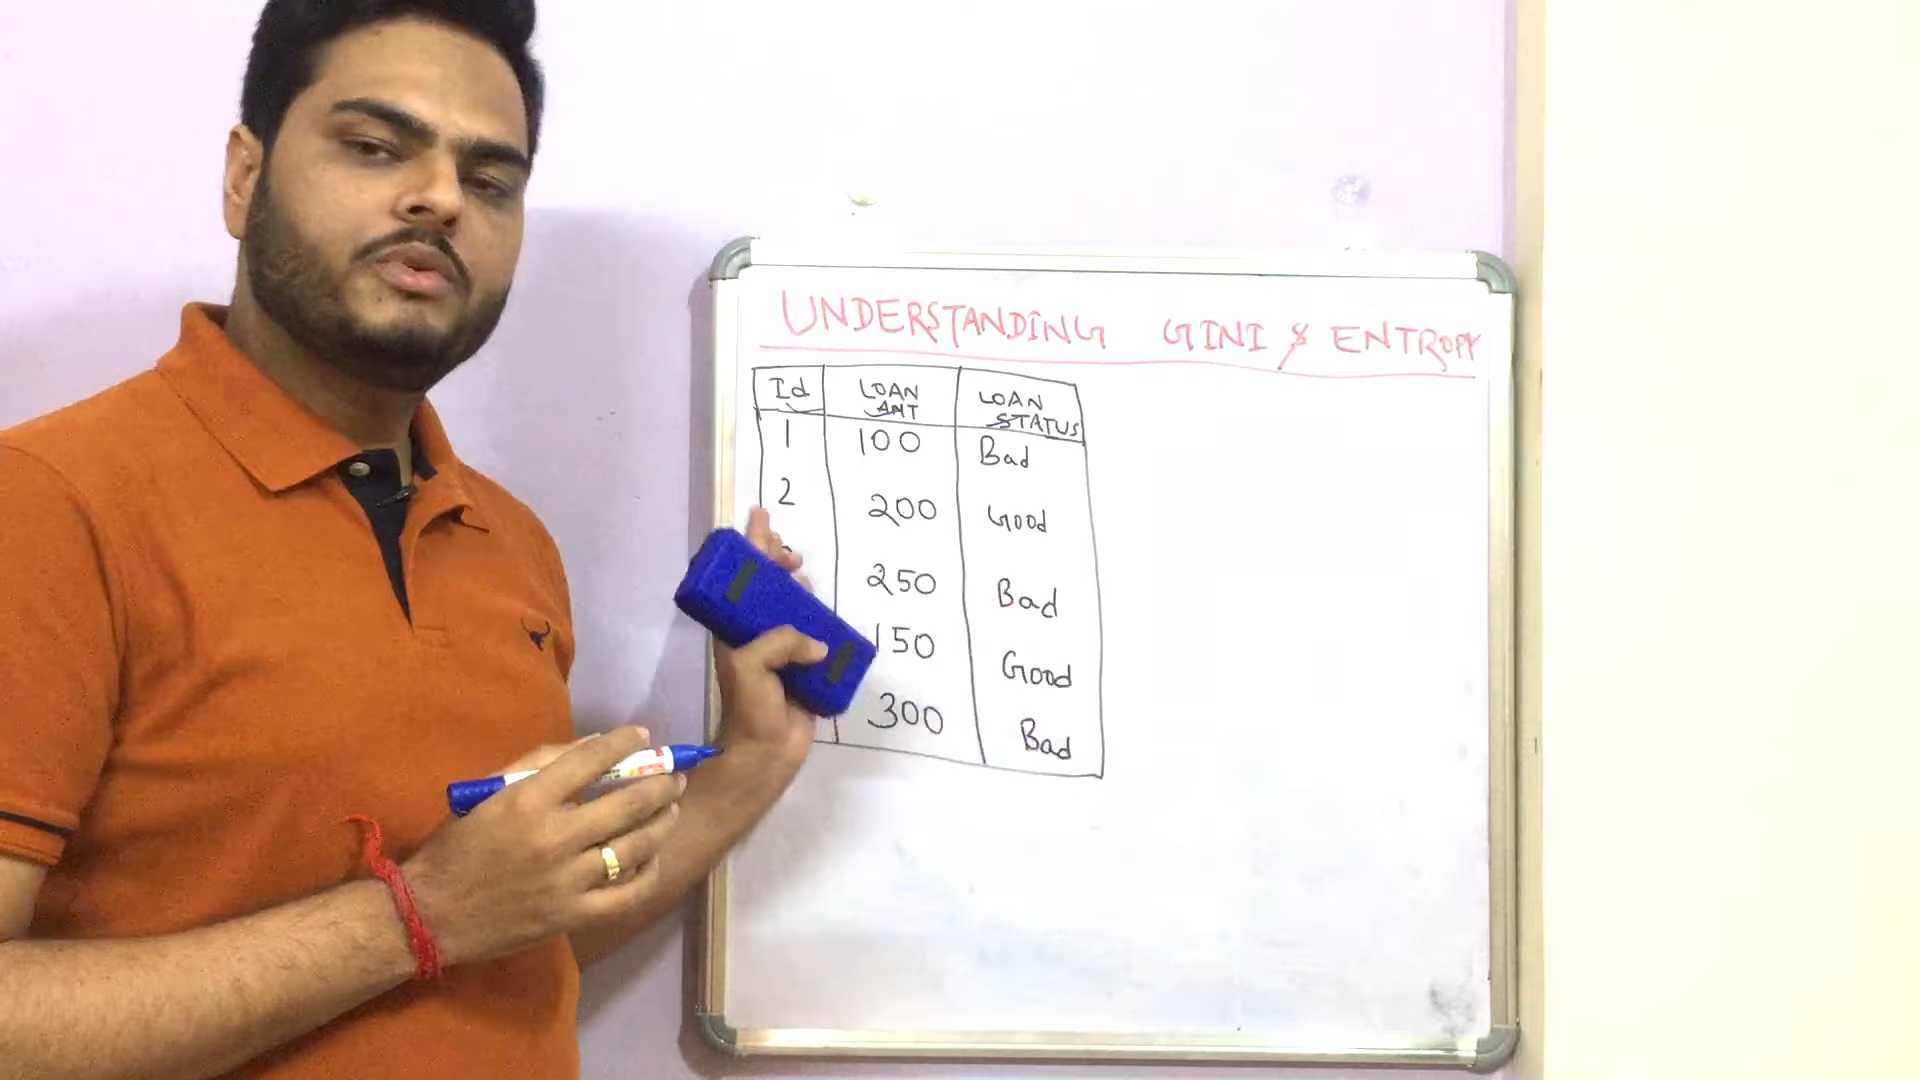 UNDERSTANDING GINI & ENTROPY
Id LOAN AMT LOAN STATUS
1 100 Bad
2 200 Good
250 Bad
150 Good
300 Bad